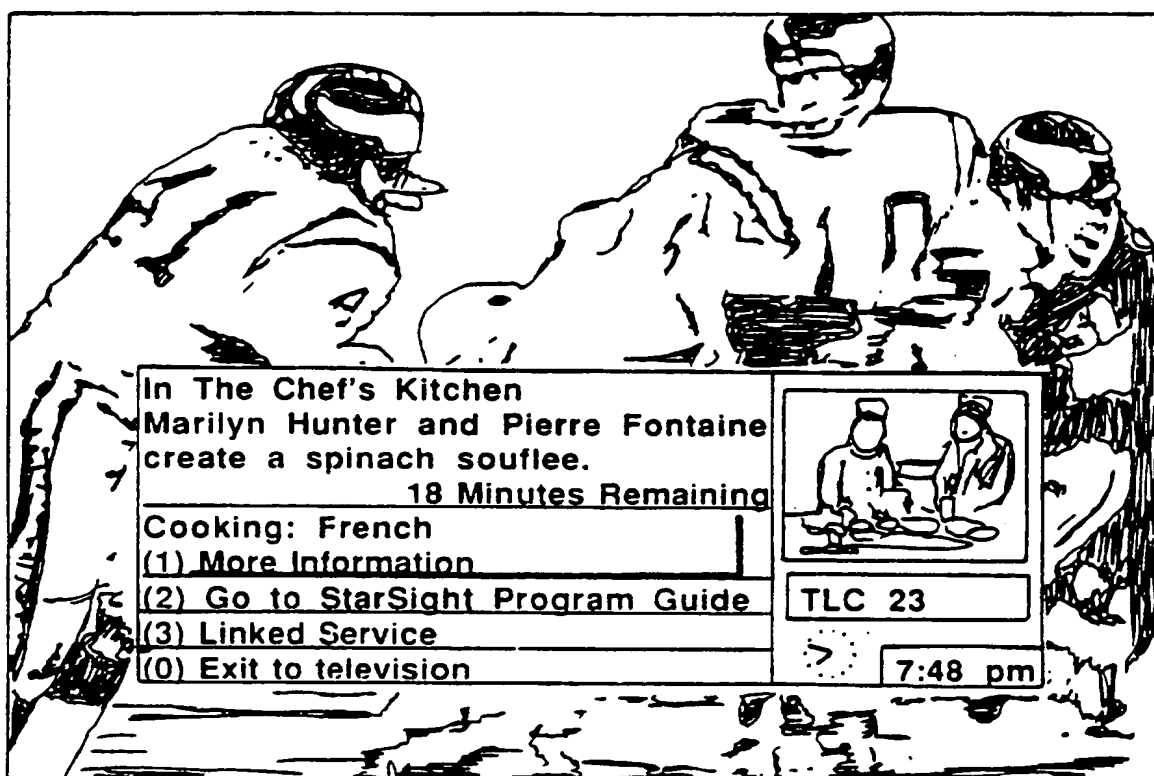 In The Chef's Kitchen
Marilyn Hunter and Pierre Fontaine
create a spinach souflee.
18 Minutes Remaining
Cooking: French
(1) More Information
(2) Go to StarSight Program Guide
(3) Linked Service
(0) Exit to television
TLC 23
7:48 pm